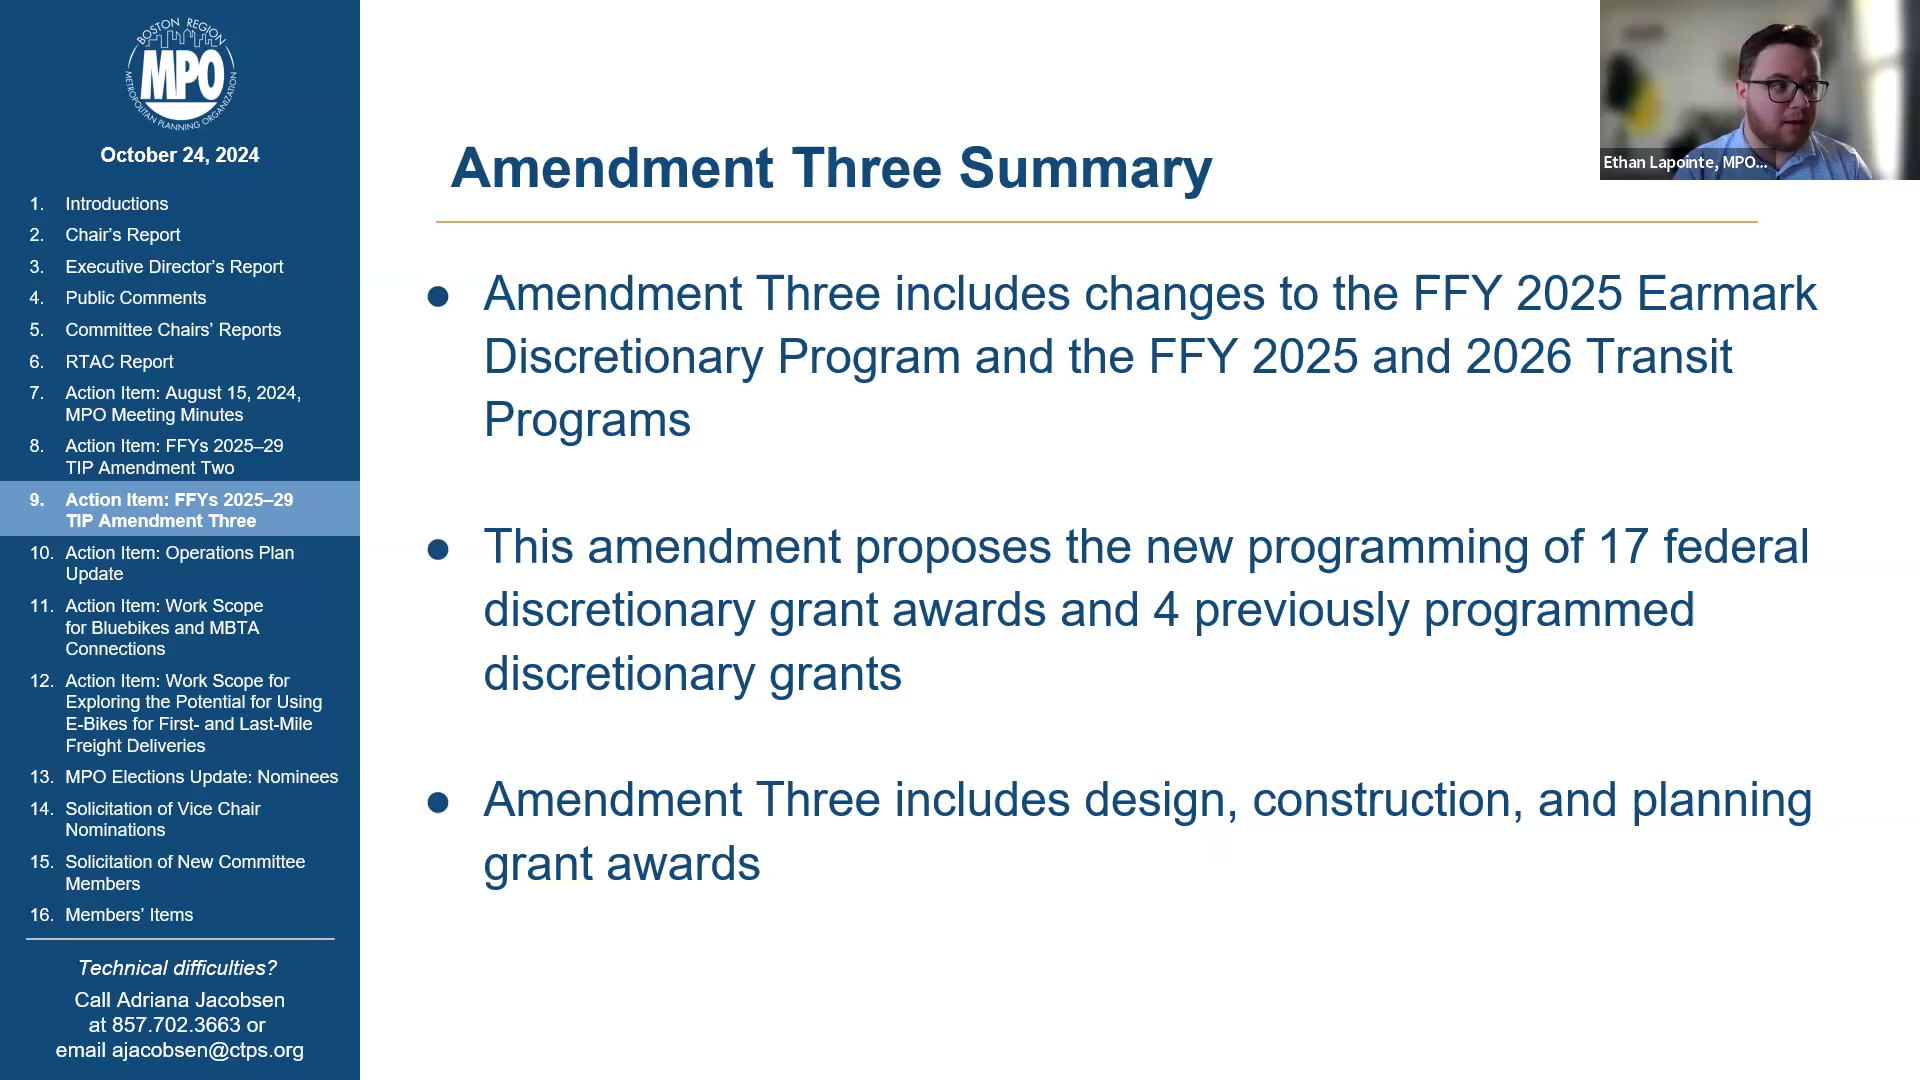 BOSTON REGION
MPO
METROPOLITAN PLANNING ORGANIZATION
October 24, 2024
1. Introductions
2. Chair’s Report
3. Executive Director’s Report
4. Public Comments
5. Committee Chairs’ Reports
6. RTAC Report
7. Action Item: August 15, 2024,
MPO Meeting Minutes
8. Action Item: FFYs 2025–29
TIP Amendment Two
9. Action Item: FFYs 2025–29
TIP Amendment Three
10. Action Item: Operations Plan
Update
11. Action Item: Work Scope
for Bluebikes and MBTA
Connections
12. Action Item: Work Scope for
Exploring the Potential for Using
E-Bikes for First- and Last-Mile
Freight Deliveries
13. MPO Elections Update: Nominees
14. Solicitation of Vice Chair
Nominations
15. Solicitation of New Committee
Members
16. Members’ Items
Technical difficulties?
Call Adriana Jacobsen
at 857.702.3663 or
email ajacobsen@ctps.org
Amendment Three Summary
● Amendment Three includes changes to the FFY 2025 Earmark
Discretionary Program and the FFY 2025 and 2026 Transit
Programs
● This amendment proposes the new programming of 17 federal
discretionary grant awards and 4 previously programmed
discretionary grants
● Amendment Three includes design, construction, and planning
grant awards
Ethan Lapointe, MPO...